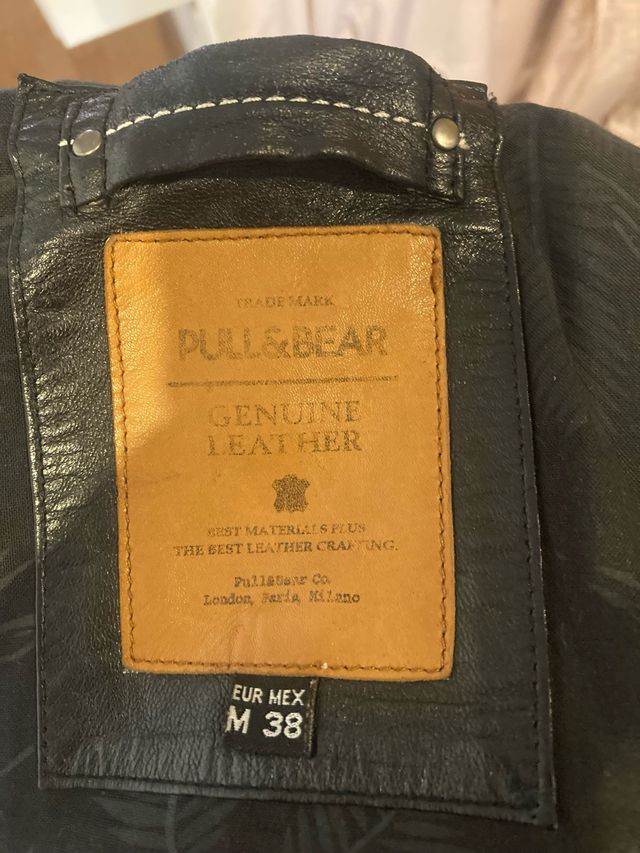 TRADE MARK
PULL&BEAR
GENUINE
LEATHER
BEST MATERIALS PLUS
THE BEST LEATHER CRAFTING.
Pull&Bear Co.
London, Paris, Milano
EUR MEX
M 38